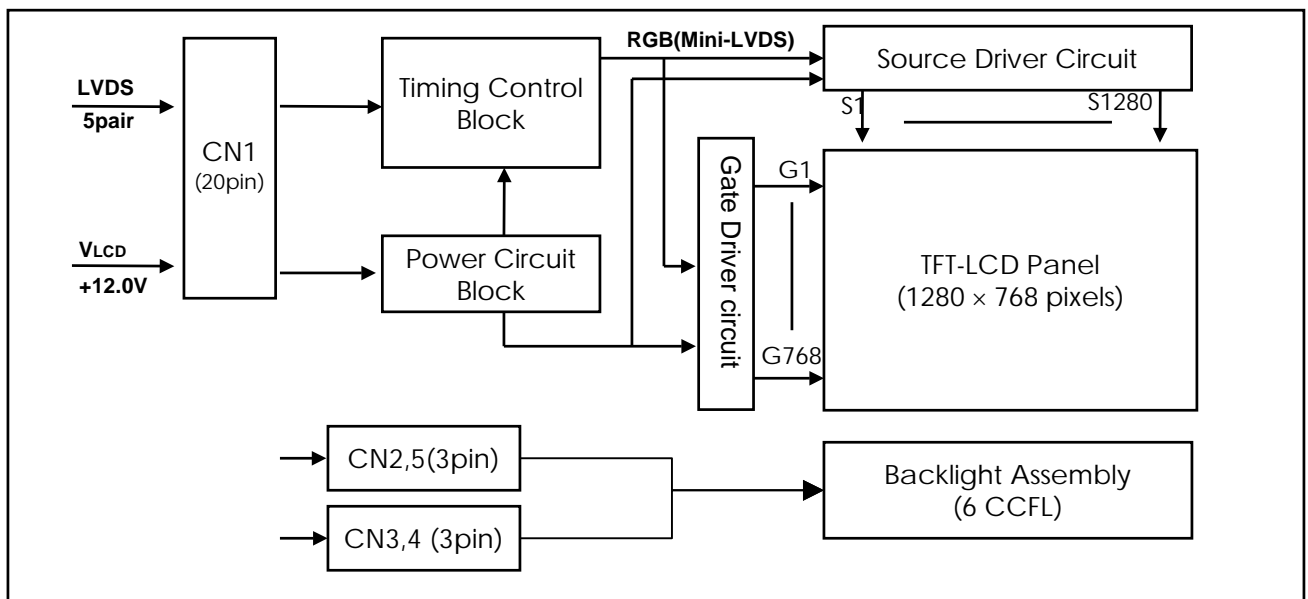 RGB(Mini-LVDS)
Source Driver Circuit
LVDS
5pair
Timing Control
Block
S1
S1280
CN1
(20pin)
Gate Driver circuit
G1
VLCD
+12.0V
Power Circuit
Block
TFT-LCD Panel
(1280 × 768 pixels)
G768
CN2,5(3pin)
Backlight Assembly
(6 CCFL)
CN3,4 (3pin)